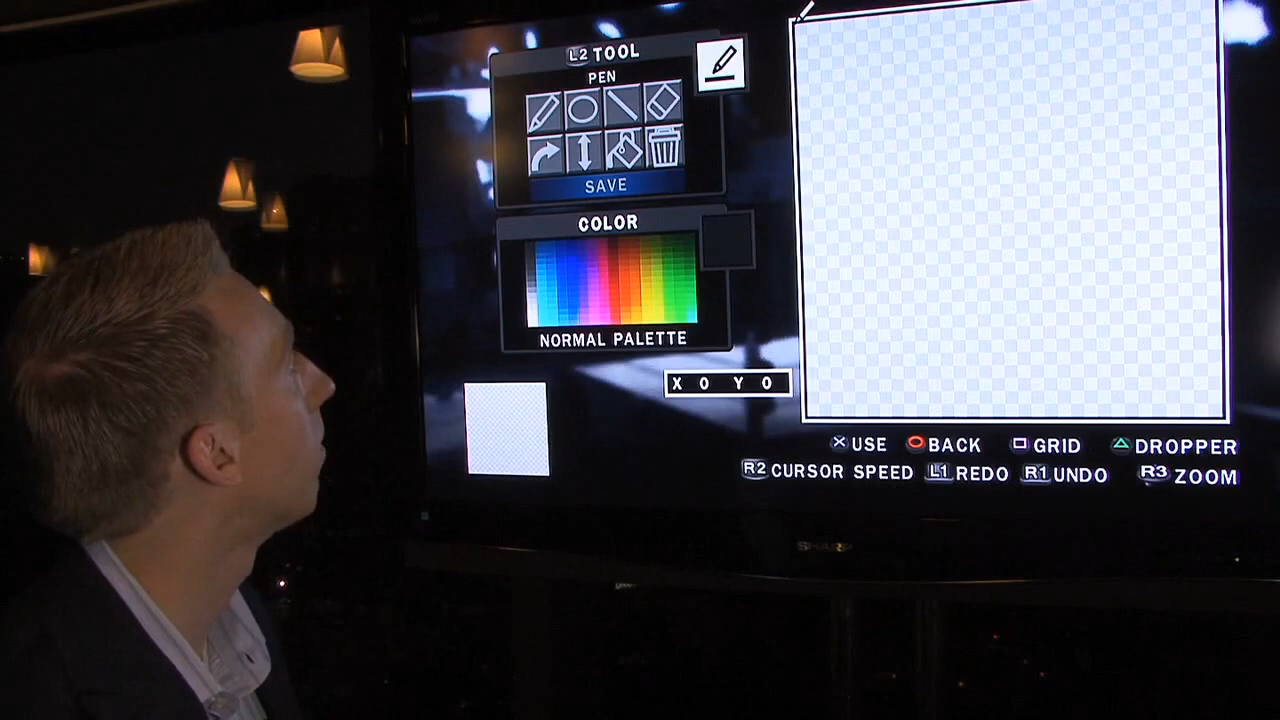 L2 TOOL
PEN
SAVE
COLOR
NORMAL PALETTE
X 0 Y 0
USE BACK GRID DROPPER
R2 CURSOR SPEED L1 REDO R1 UNDO R3 ZOOM
SHARP